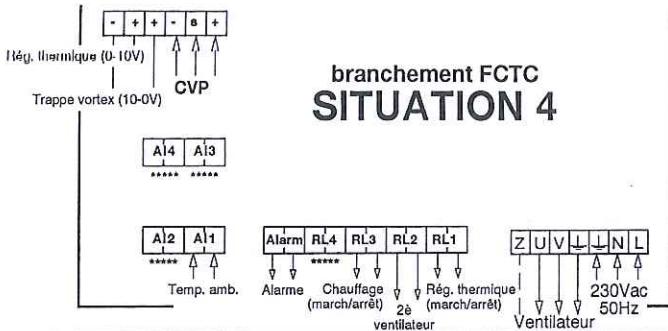 - + + - s +
Rég. thermique (0-10V)
CVP
Trappe vortex (10-0V)
branchement FCTC
SITUATION 4
AI4 AI3
***** *****
AI2 AI1
*****
Temp. amb.
Alarm RL4 RL3 RL2 RL1
*****
Alarme
Chauffage
(march/arrêt)
2è
ventilateur
Rég. thermique
(march/arrêt)
Z U V N L
230Vac
50Hz
Ventilateur